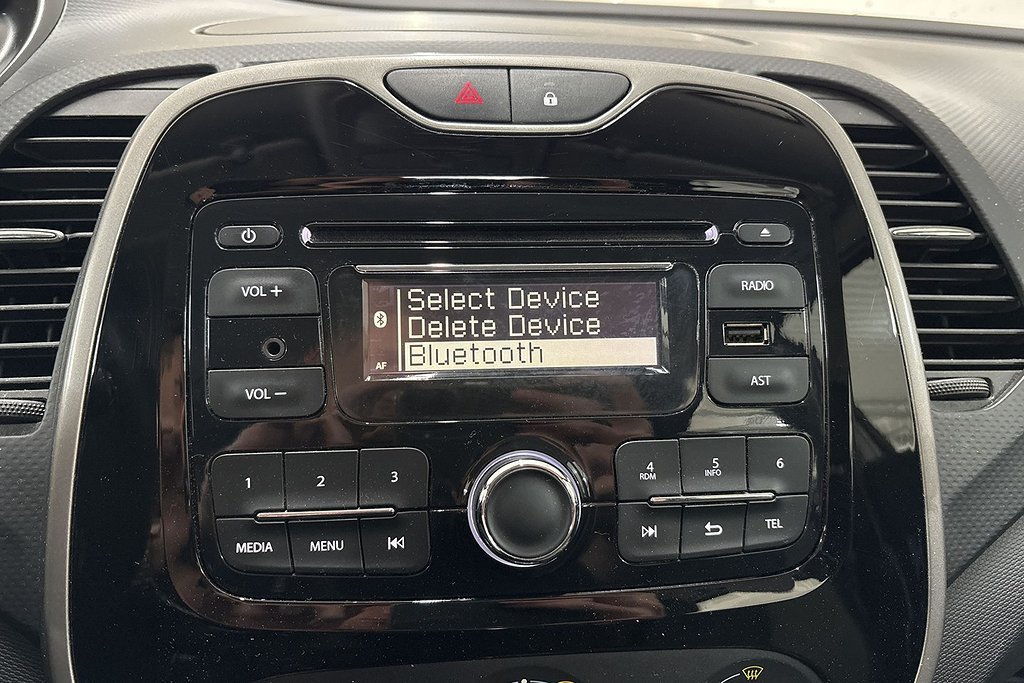 VOL +
RADIO
Select Device
Delete Device
Bluetooth
AF
VOL −
AST
1
2
3
4
RDM
5
INFO
6
MEDIA
MENU
TEL